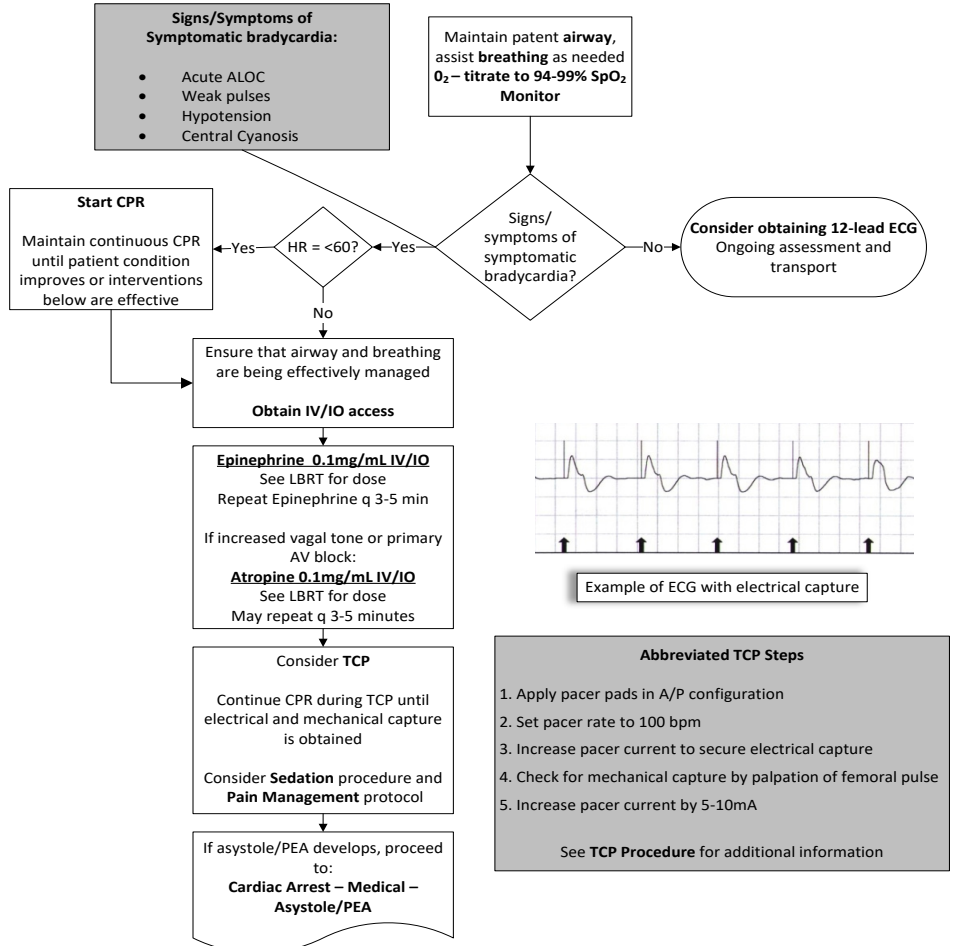 Signs/Symptoms of
Symptomatic bradycardia:
• Acute ALOC
• Weak pulses
• Hypotension
• Central Cyanosis
Maintain patent airway,
assist breathing as needed
0₂ – titrate to 94-99% SpO₂
Monitor
Start CPR
Maintain continuous CPR
until patient condition
improves or interventions
below are effective
Yes
HR = <60?
Yes
Signs/
symptoms of
symptomatic
bradycardia?
No
Consider obtaining 12-lead ECG
Ongoing assessment and
transport
No
Ensure that airway and breathing
are being effectively managed
Obtain IV/IO access
Epinephrine 0.1mg/mL IV/IO
See LBRT for dose
Repeat Epinephrine q 3-5 min
If increased vagal tone or primary
AV block:
Atropine 0.1mg/mL IV/IO
See LBRT for dose
May repeat q 3-5 minutes
Example of ECG with electrical capture
Consider TCP
Continue CPR during TCP until
electrical and mechanical capture
is obtained
Consider Sedation procedure and
Pain Management protocol
Abbreviated TCP Steps
1. Apply pacer pads in A/P configuration
2. Set pacer rate to 100 bpm
3. Increase pacer current to secure electrical capture
4. Check for mechanical capture by palpation of femoral pulse
5. Increase pacer current by 5-10mA
See TCP Procedure for additional information
If asystole/PEA develops, proceed
to:
Cardiac Arrest – Medical –
Asystole/PEA